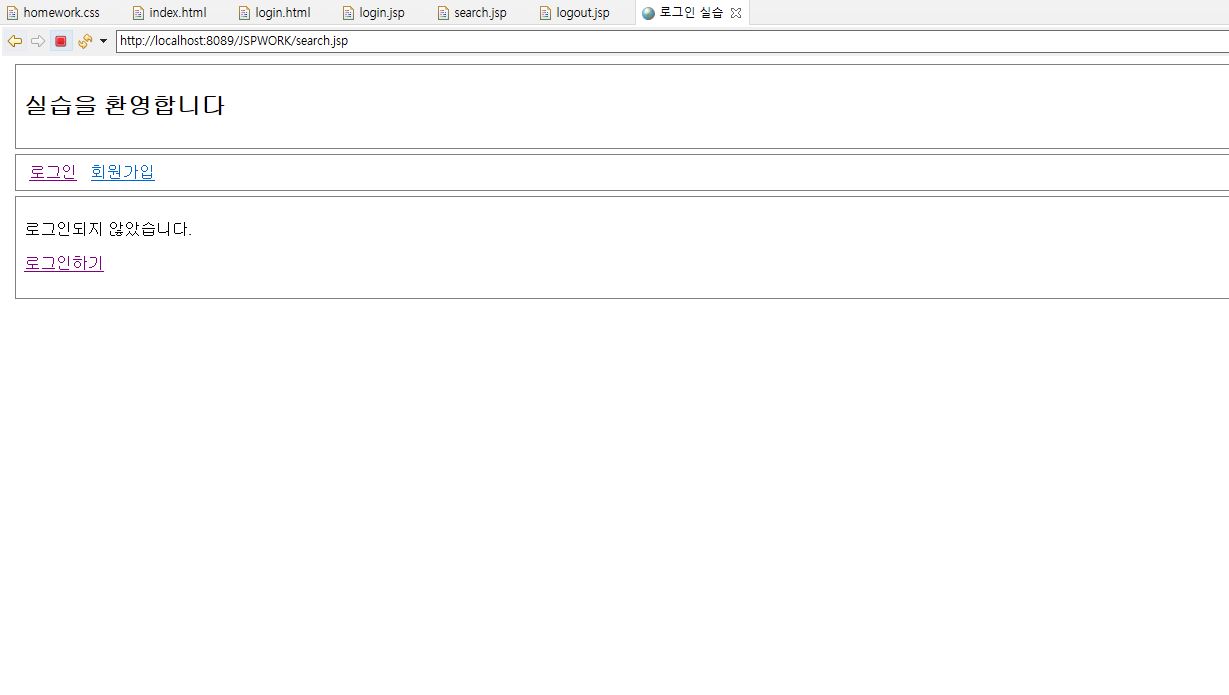 homework.css index.html login.html login.jsp search.jsp logout.jsp 로그인 실습
http://localhost:8089/JSPWORK/search.jsp
실습을 환영합니다
로그인 회원가입
로그인되지 않았습니다.
로그인하기